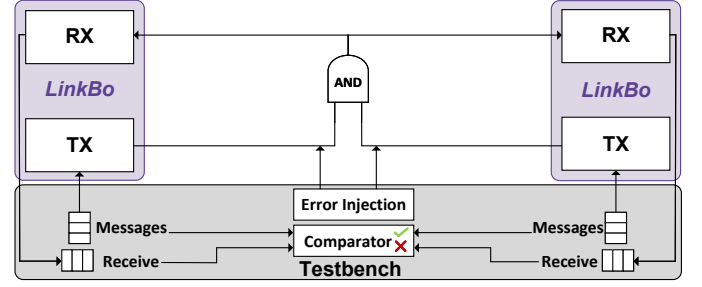 RX
RX
LinkBo
AND
LinkBo
TX
TX
Error Injection
Messages
Messages
Comparator
Receive
Receive
Testbench